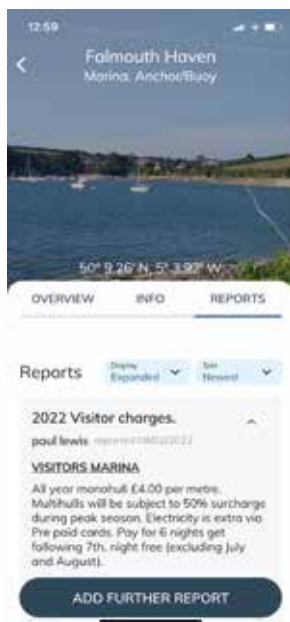 12:59
Falmouth Haven
Marina, Anchor/Buoy
50° 9.26' N, 5° 3.92' W
OVERVIEW INFO REPORTS
Reports Display Expanded Sort Newest
2022 Visitor charges.
paul lewis
VISITORS MARINA
All year monohull £4.00 per metre.
Multihulls will be subject to 50% surcharge
during peak season. Electricity is extra via
Pre paid cards. Pay for 6 nights get
following 7th. night free (excluding July
and August).
ADD FURTHER REPORT